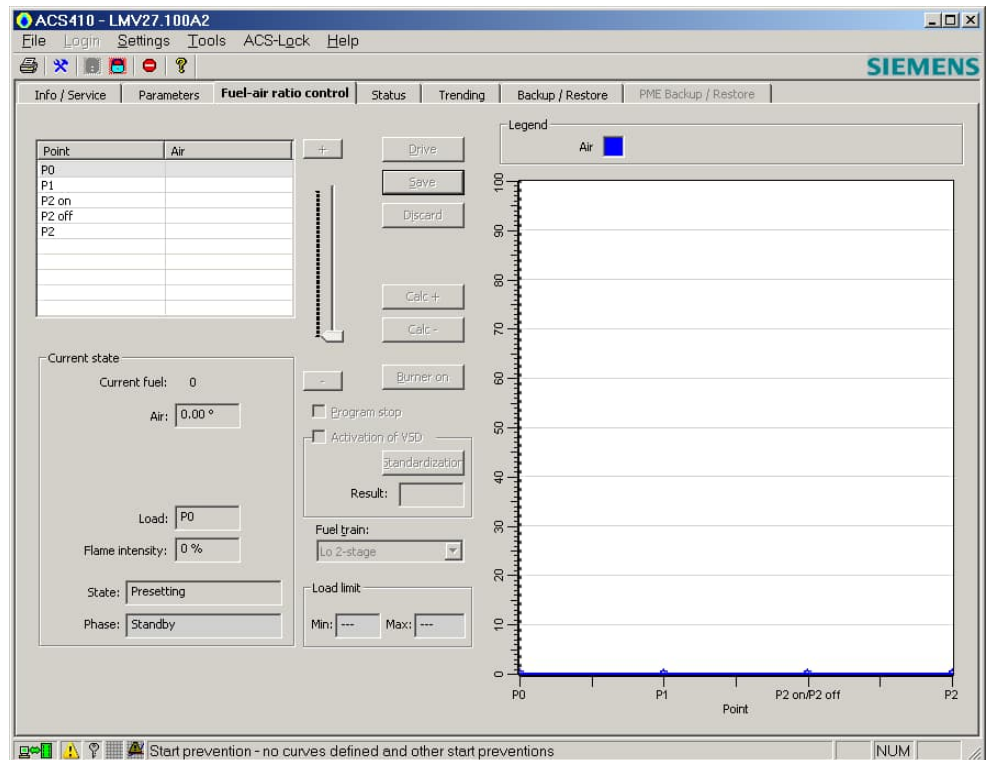 ACS410 - LMV27.100A2
File Login Settings Tools ACS-Lock Help
SIEMENS
Info / Service Parameters Fuel-air ratio control Status Trending Backup / Restore PME Backup / Restore
Point Air
P0
P1
P2 on
P2 off
P2
+
-
Drive
Save
Discard
Calc +
Calc -
Burner on
Program stop
Activation of VSD
Standardization
Result:
Fuel train:
Lo 2-stage
Load limit
Min: --- Max: ---
Current state
Current fuel: 0
Air: 0.00 °
Load: P0
Flame intensity: 0 %
State: Presetting
Phase: Standby
Legend
Air
100
90
80
70
60
50
40
30
20
10
0
P0 P1 P2 on/P2 off P2
Point
Start prevention - no curves defined and other start preventions NUM